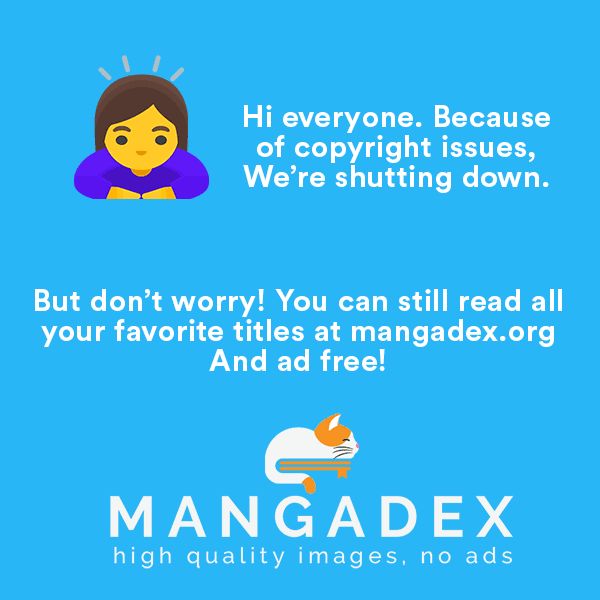 Hi everyone. Because
of copyright issues,
We're shutting down.
But don't worry! You can still read all
your favorite titles at mangadex.org
And ad free!
MANGADEX
high quality images, no ads